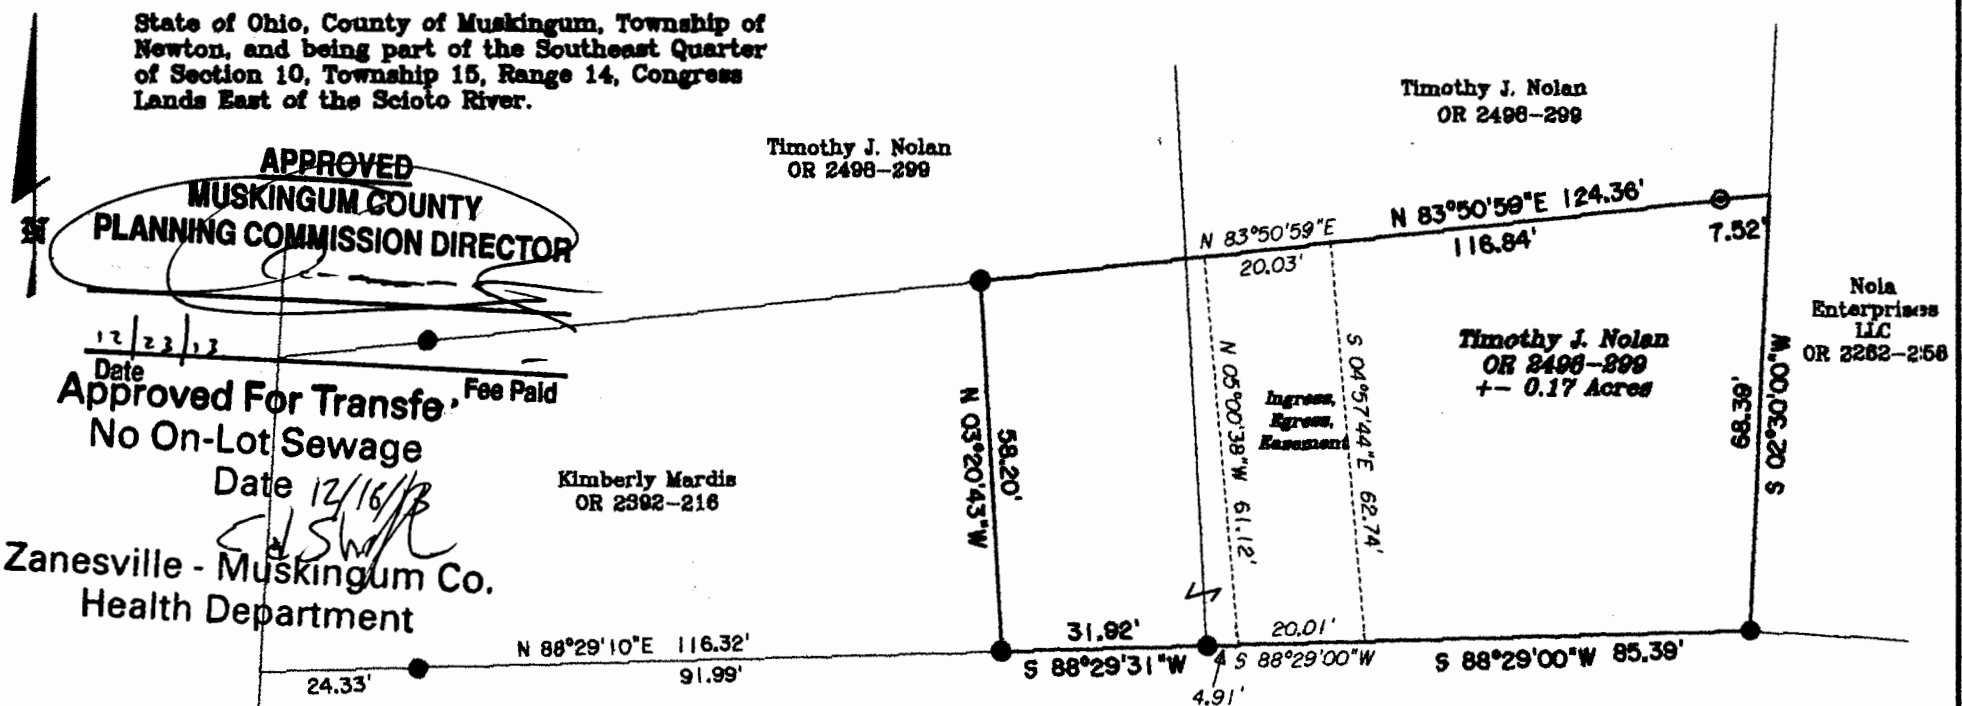 State of Ohio, County of Muskingum, Township of
Newton, and being part of the Southeast Quarter
of Section 10, Township 15, Range 14, Congress
Lands East of the Scioto River.
N
APPROVED
MUSKINGUM COUNTY
PLANNING COMMISSION DIRECTOR
12/23/13
Date
Fee Paid
Approved For Transfe
No On-Lot Sewage
Date 12/16/13
Zanesville - Muskingum Co.
Health Department
Timothy J. Nolan
OR 2498-299
Timothy J. Nolan
OR 2498-299
N 83°50'59"E 124.36'
116.84'
7.52'
N 83°50'59"E
20.03'
Nola
Enterprises
LLC
OR 2262-258
Timothy J. Nolan
OR 2498-299
+- 0.17 Acres
N 03°20'43"W
58.20'
N 05°00'38"W 61.12'
Ingress,
Egress,
Easement
S 04°57'44"E 62.74'
68.39'
S 02°30'00"W
Kimberly Mardis
OR 2392-216
N 88°29'10"E 116.32'
24.33'
91.99'
31.92'
S 88°29'31"W
4.91'
20.01'
S 88°29'00"W
S 88°29'00"W 85.39'